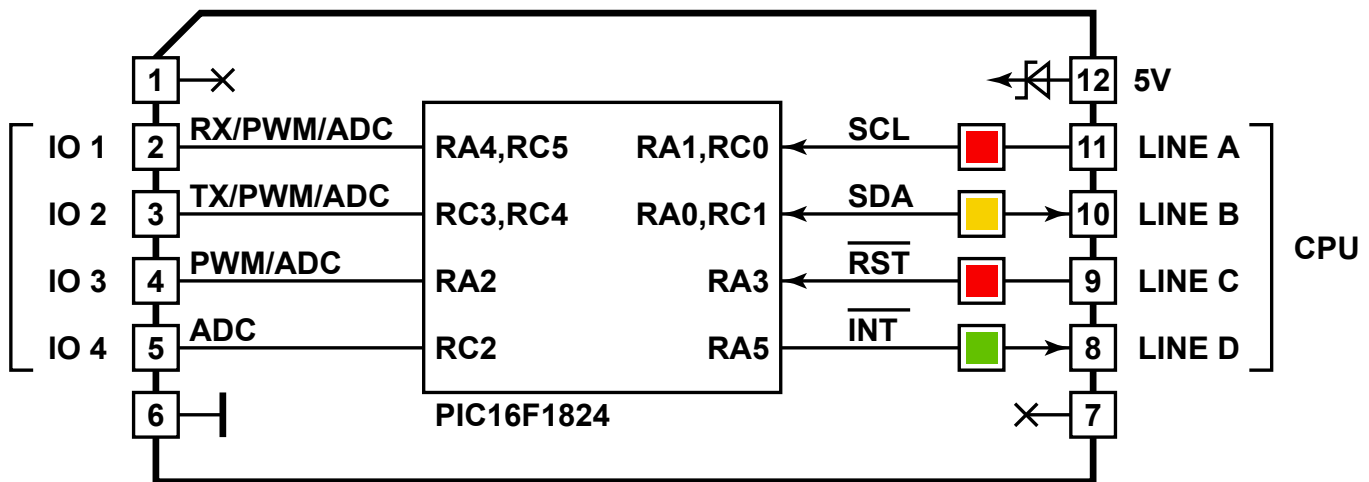 1 12 5V
IO 1 2 RX/PWM/ADC RA4,RC5 RA1,RC0 SCL 11 LINE A
IO 2 3 TX/PWM/ADC RC3,RC4 RA0,RC1 SDA 10 LINE B
CPU
IO 3 4 PWM/ADC RA2 RA3 RST 9 LINE C
IO 4 5 ADC RC2 RA5 INT 8 LINE D
6 PIC16F1824 7